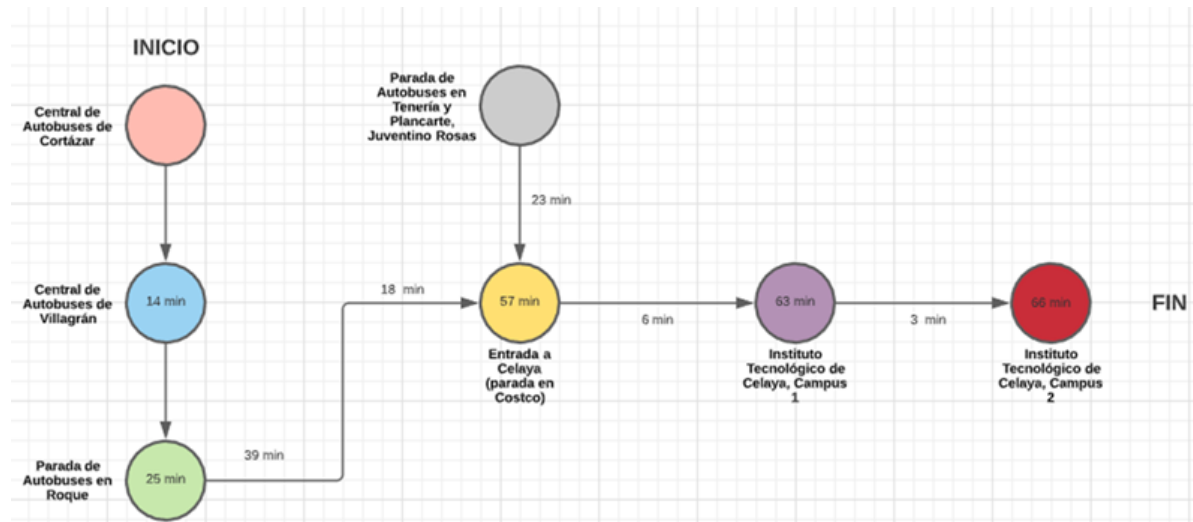 INICIO
Central de
Autobuses de
Cortázar
Parada de
Autobuses en
Tenería y
Plancarte,
Juventino Rosas
23 min
Central de
Autobuses de
Villagrán
14 min
18 min
57 min
6 min
63 min
3 min
66 min
FIN
Entrada a
Celaya
(parada en
Costco)
Instituto
Tecnológico de
Celaya, Campus
1
Instituto
Tecnológico de
Celaya, Campus
2
39 min
Parada de
Autobuses en
Roque
25 min